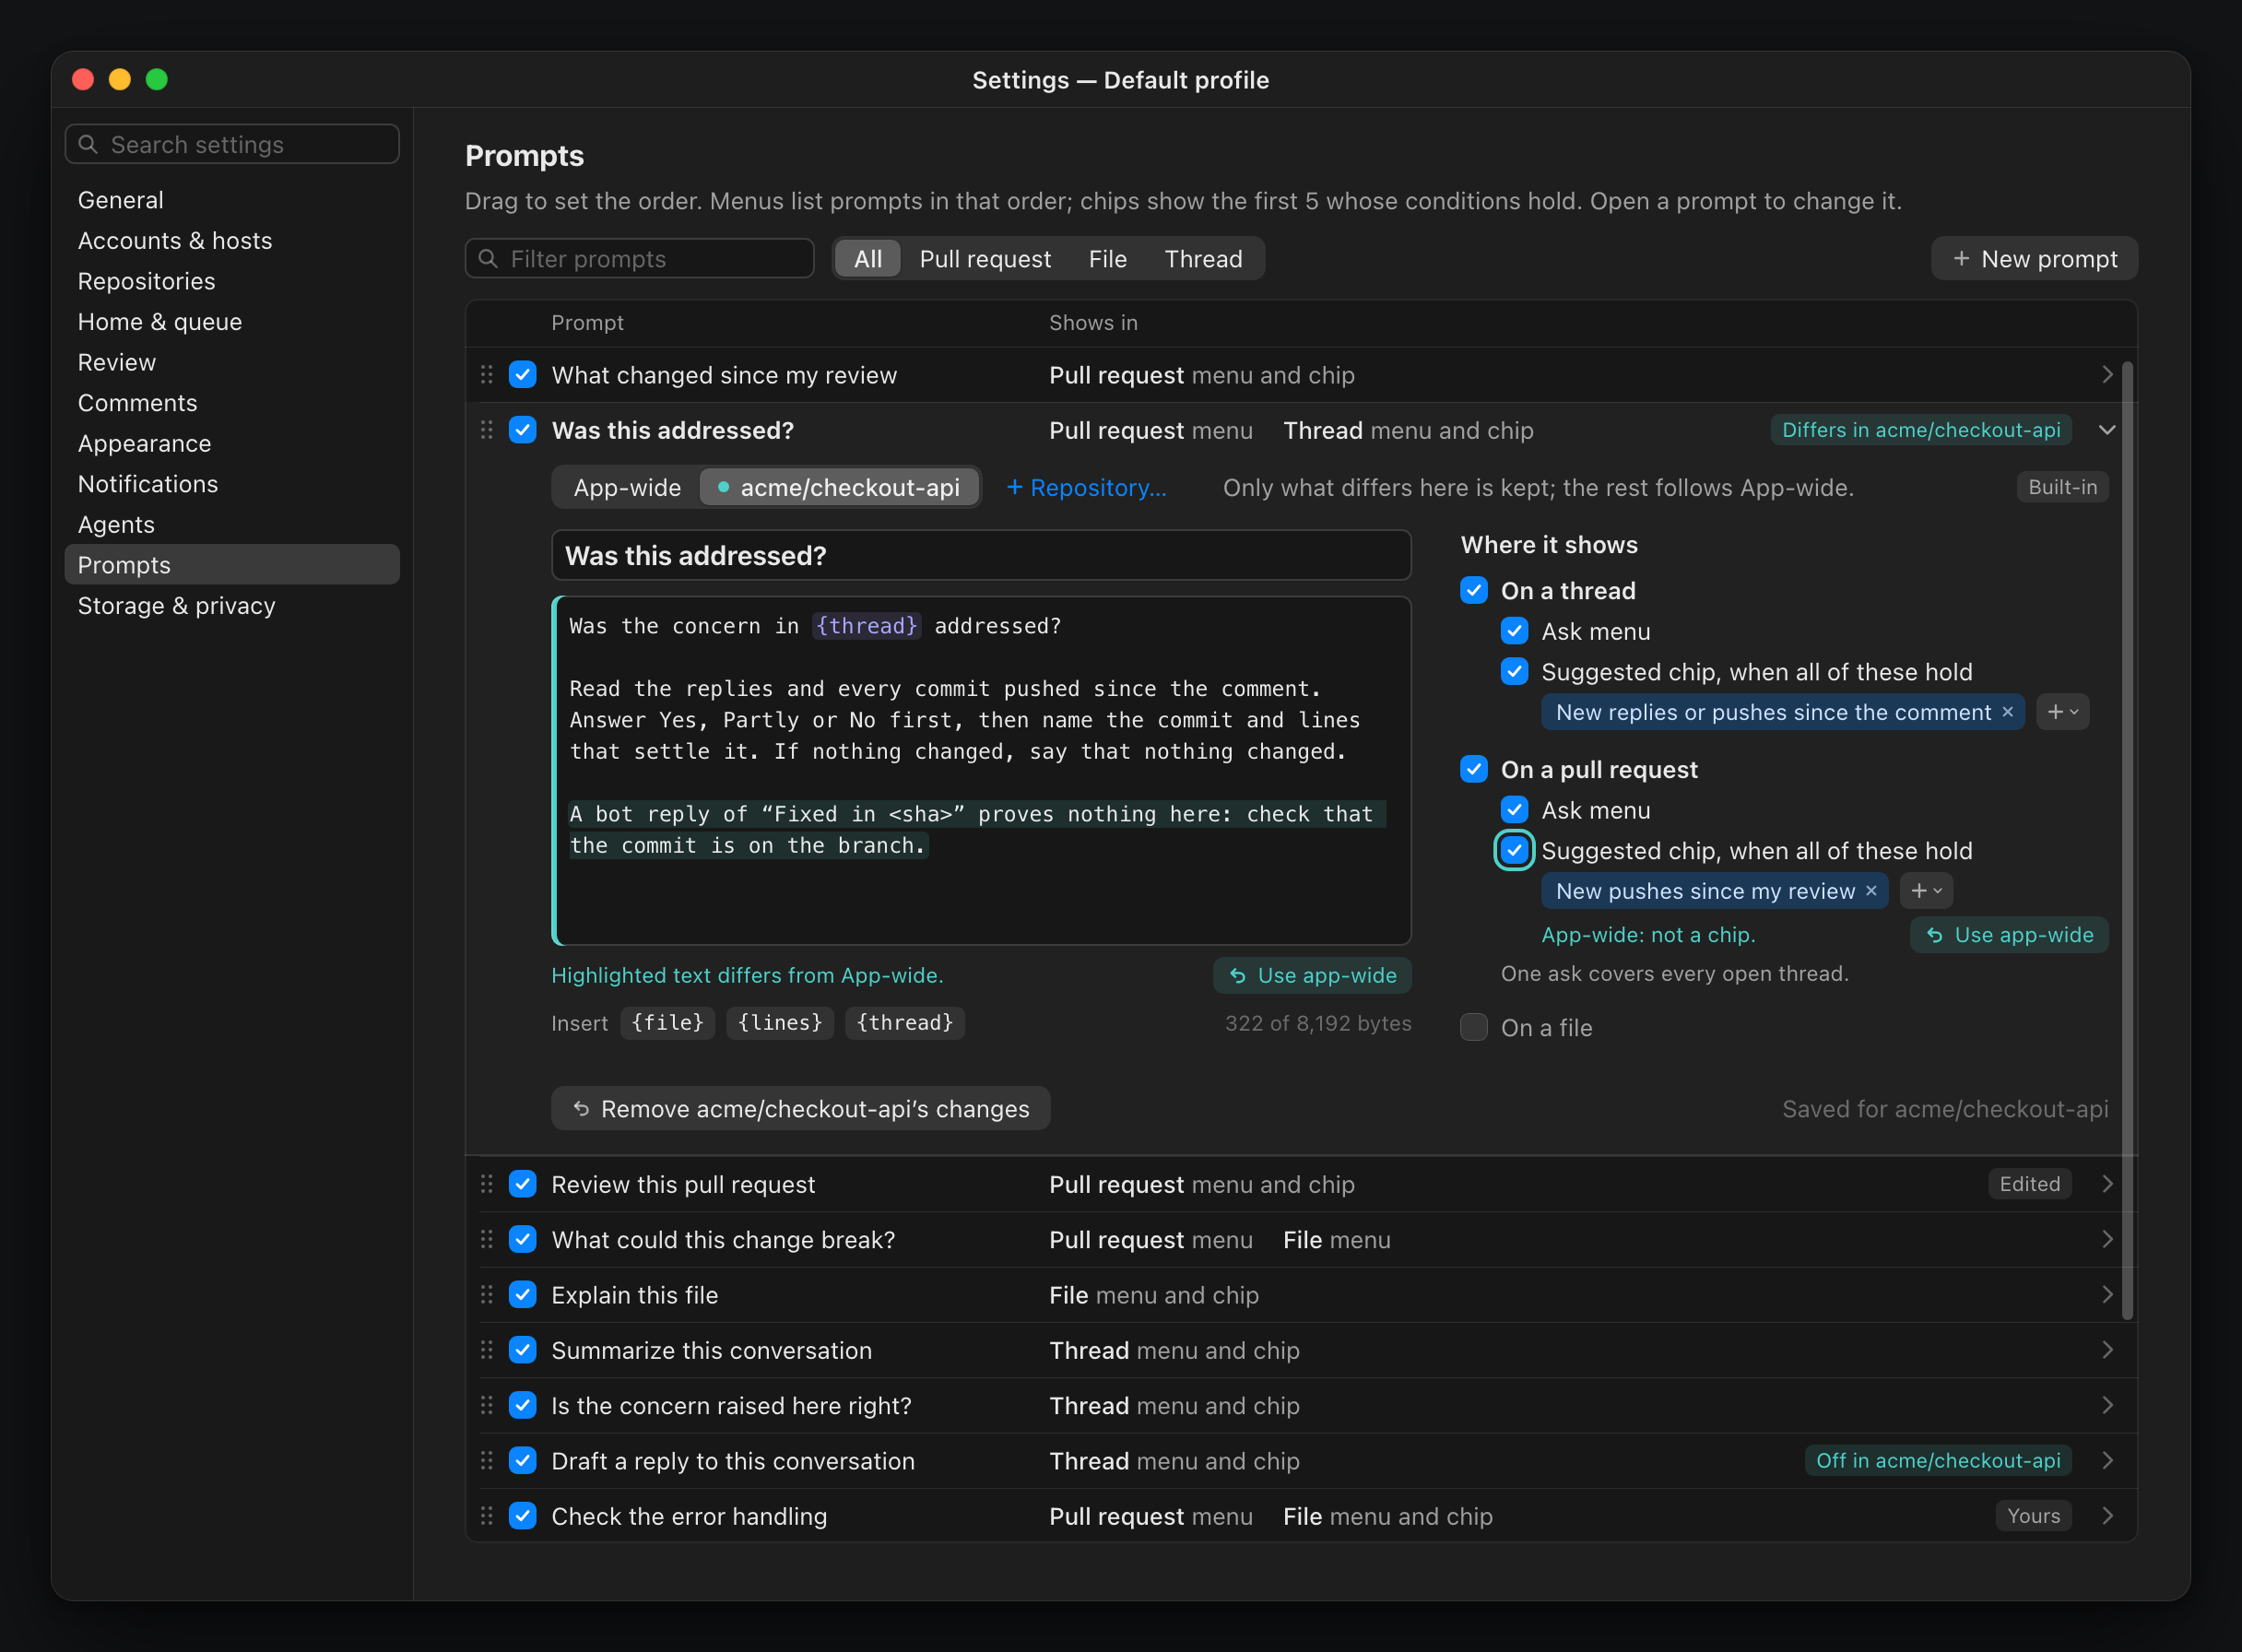 Settings — Default profile
Search settings
General
Accounts & hosts
Repositories
Home & queue
Review
Comments
Appearance
Notifications
Agents
Prompts
Storage & privacy
Prompts
Drag to set the order. Menus list prompts in that order; chips show the first 5 whose conditions hold. Open a prompt to change it.
Filter prompts
All Pull request File Thread
+ New prompt
Prompt Shows in
What changed since my review Pull request menu and chip
Was this addressed? Pull request menu Thread menu and chip Differs in acme/checkout-api
App-wide acme/checkout-api + Repository… Only what differs here is kept; the rest follows App-wide. Built-in
Was this addressed?
Was the concern in {thread} addressed?
Read the replies and every commit pushed since the comment.
Answer Yes, Partly or No first, then name the commit and lines
that settle it. If nothing changed, say that nothing changed.
A bot reply of “Fixed in <sha>” proves nothing here: check that
the commit is on the branch.
Highlighted text differs from App-wide. Use app-wide
Insert {file} {lines} {thread} 322 of 8,192 bytes
Where it shows
On a thread
Ask menu
Suggested chip, when all of these hold
New replies or pushes since the comment × +
On a pull request
Ask menu
Suggested chip, when all of these hold
New pushes since my review × +
App-wide: not a chip. Use app-wide
One ask covers every open thread.
On a file
Remove acme/checkout-api’s changes Saved for acme/checkout-api
Review this pull request Pull request menu and chip Edited
What could this change break? Pull request menu File menu
Explain this file File menu and chip
Summarize this conversation Thread menu and chip
Is the concern raised here right? Thread menu and chip
Draft a reply to this conversation Thread menu and chip Off in acme/checkout-api
Check the error handling Pull request menu File menu and chip Yours